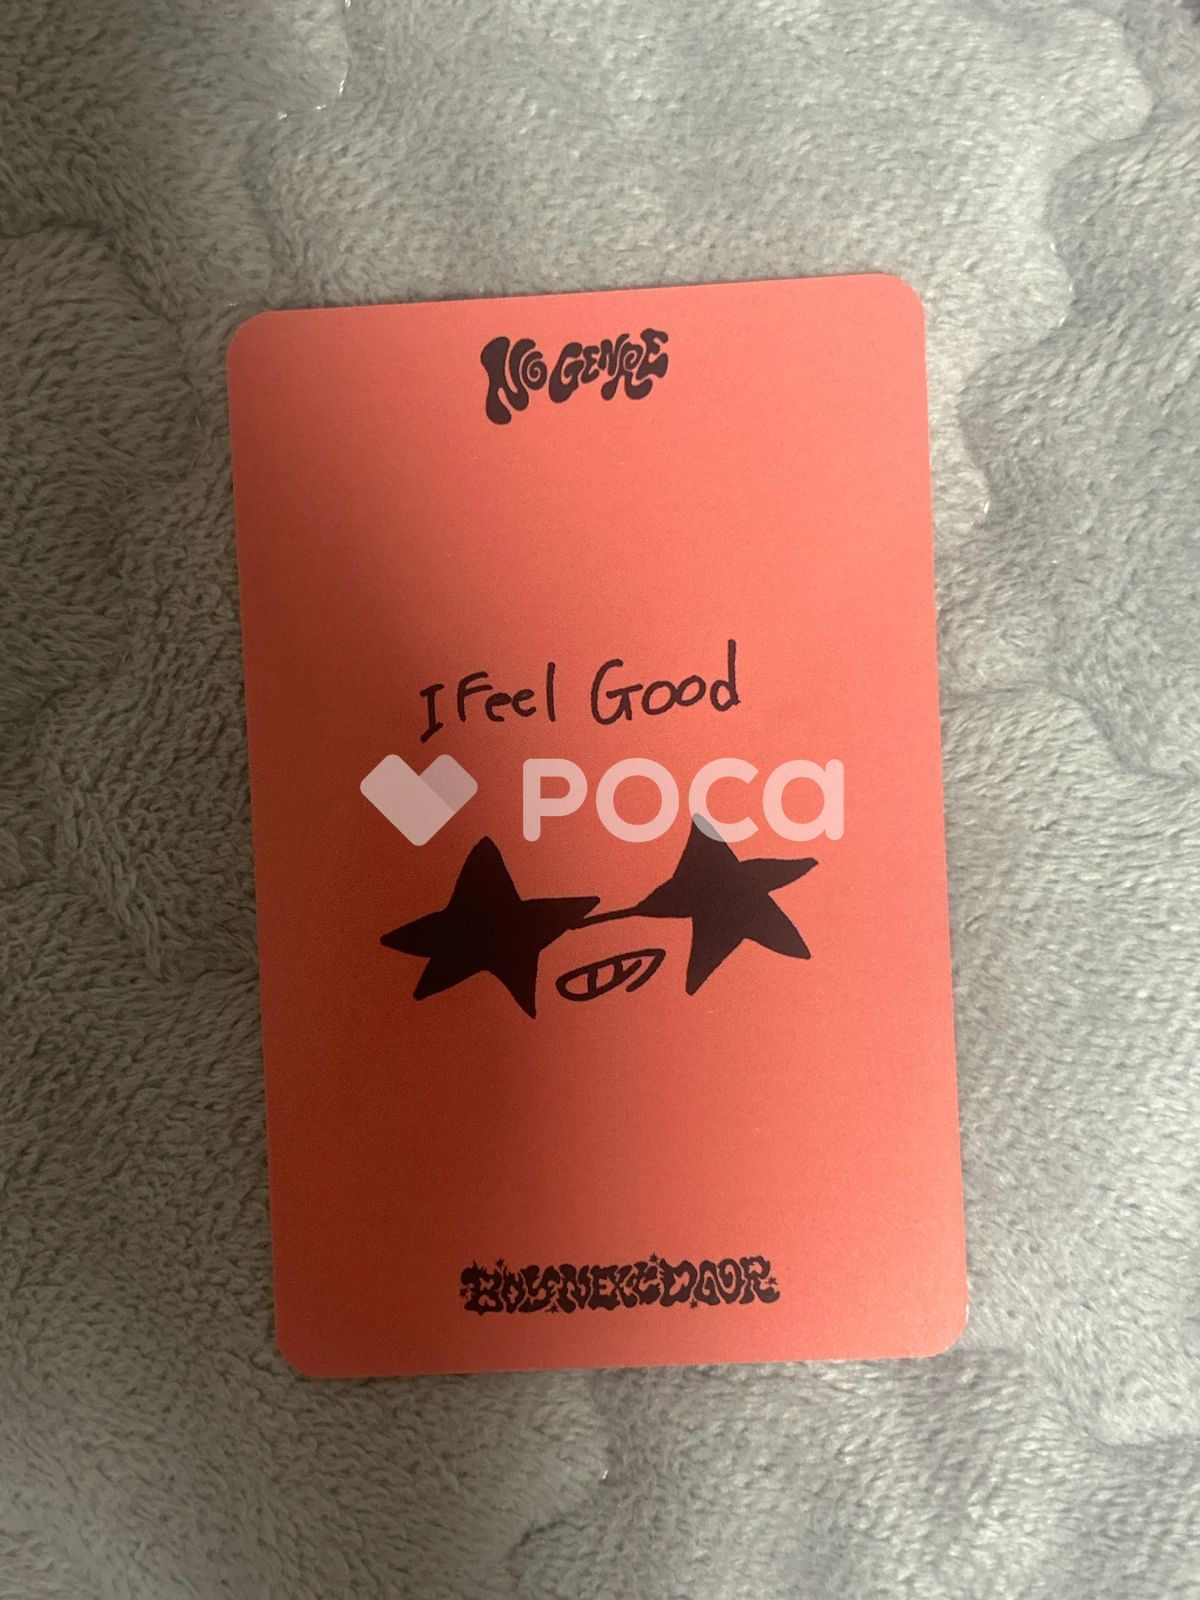 NO GENRE
I Feel Good
POCA
BOYNEXTDOOR